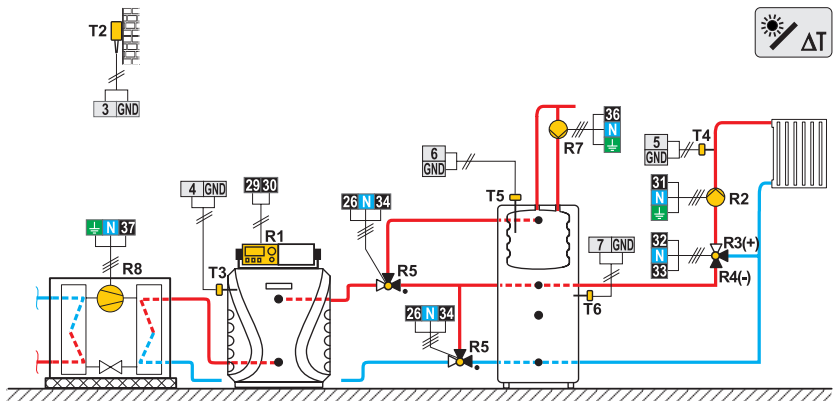 T2
3 GND
ΔT
36
N
R7
6
GND
T5
5
GND
T4
4 GND
29 30
26 N 34
31
N
R2
N 37
R1
7 GND
32
N
33
R3(+)
R4(-)
R8
T3
R5
T6
26 N 34
R5